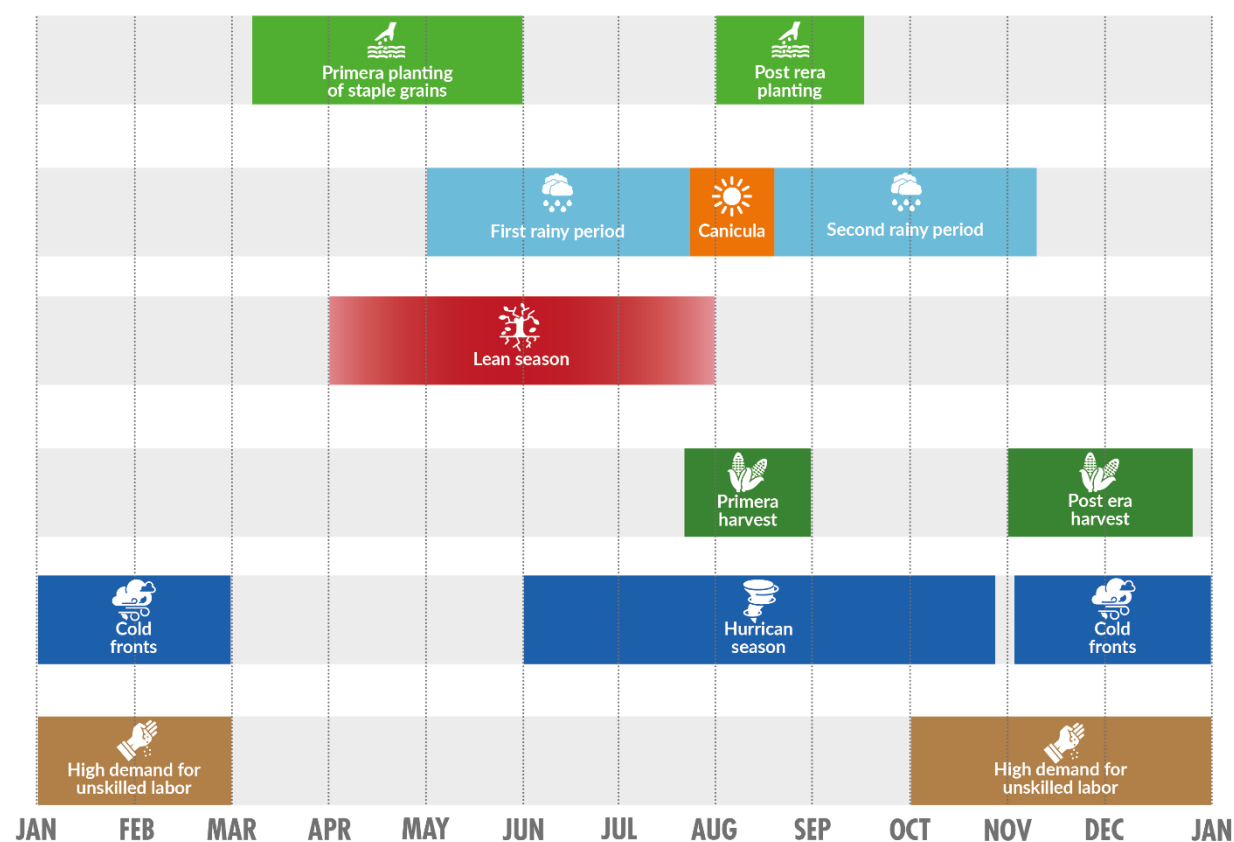 Primera planting
of staple grains
Post rera
planting
First rainy period
Canicula
Second rainy period
Lean season
Primera
harvest
Post era
harvest
Cold
fronts
Hurrican
season
Cold
fronts
High demand for
unskilled labor
High demand for
unskilled labor
JAN FEB MAR APR MAY JUN JUL AUG SEP OCT NOV DEC JAN